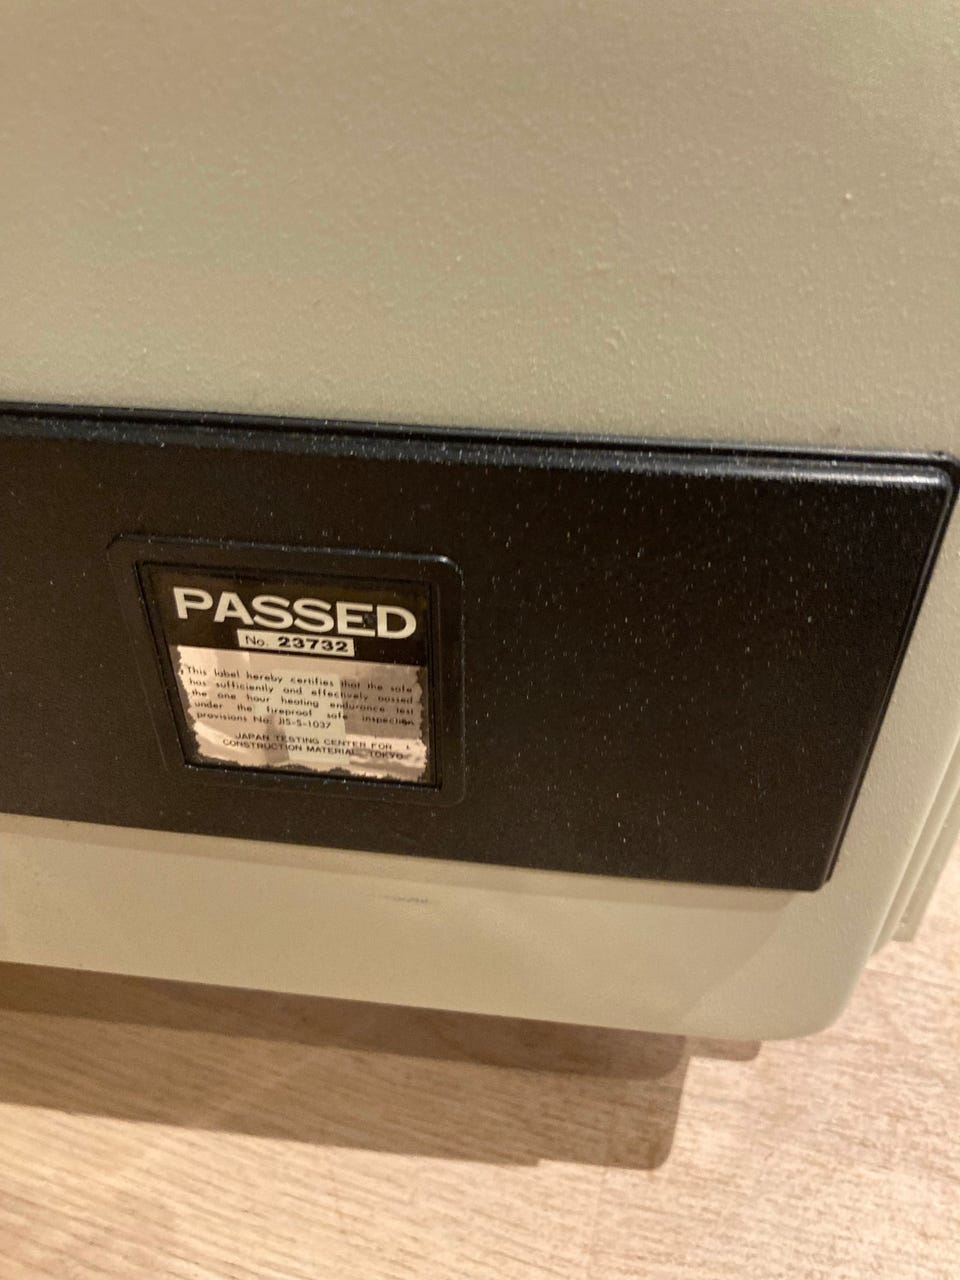 PASSED
No. 23732
This label hereby certifies that the safe
has sufficiently and effectively passed
the one hour heating endurance test
under the fireproof safe inspection
provisions No. JIS-S-1037
JAPAN TESTING CENTER FOR
CONSTRUCTION MATERIAL TOKYO